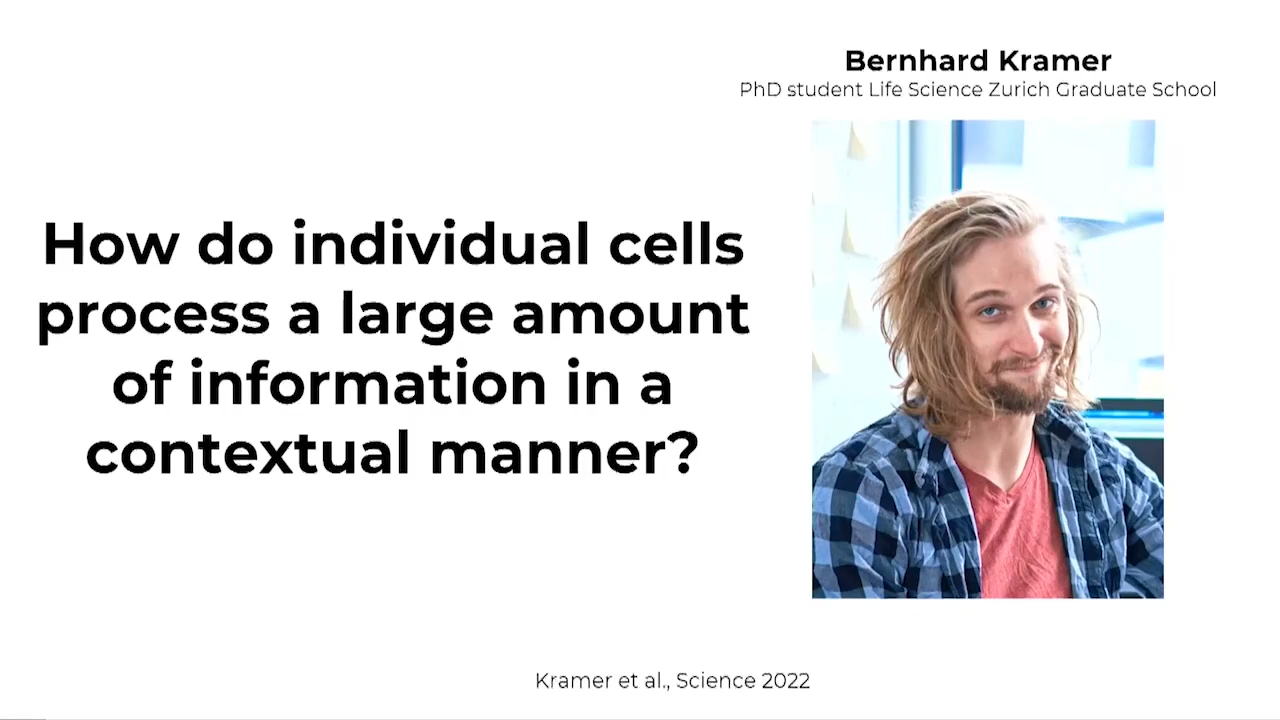 Bernhard Kramer
PhD student Life Science Zurich Graduate School
How do individual cells
process a large amount
of information in a
contextual manner?
Kramer et al., Science 2022